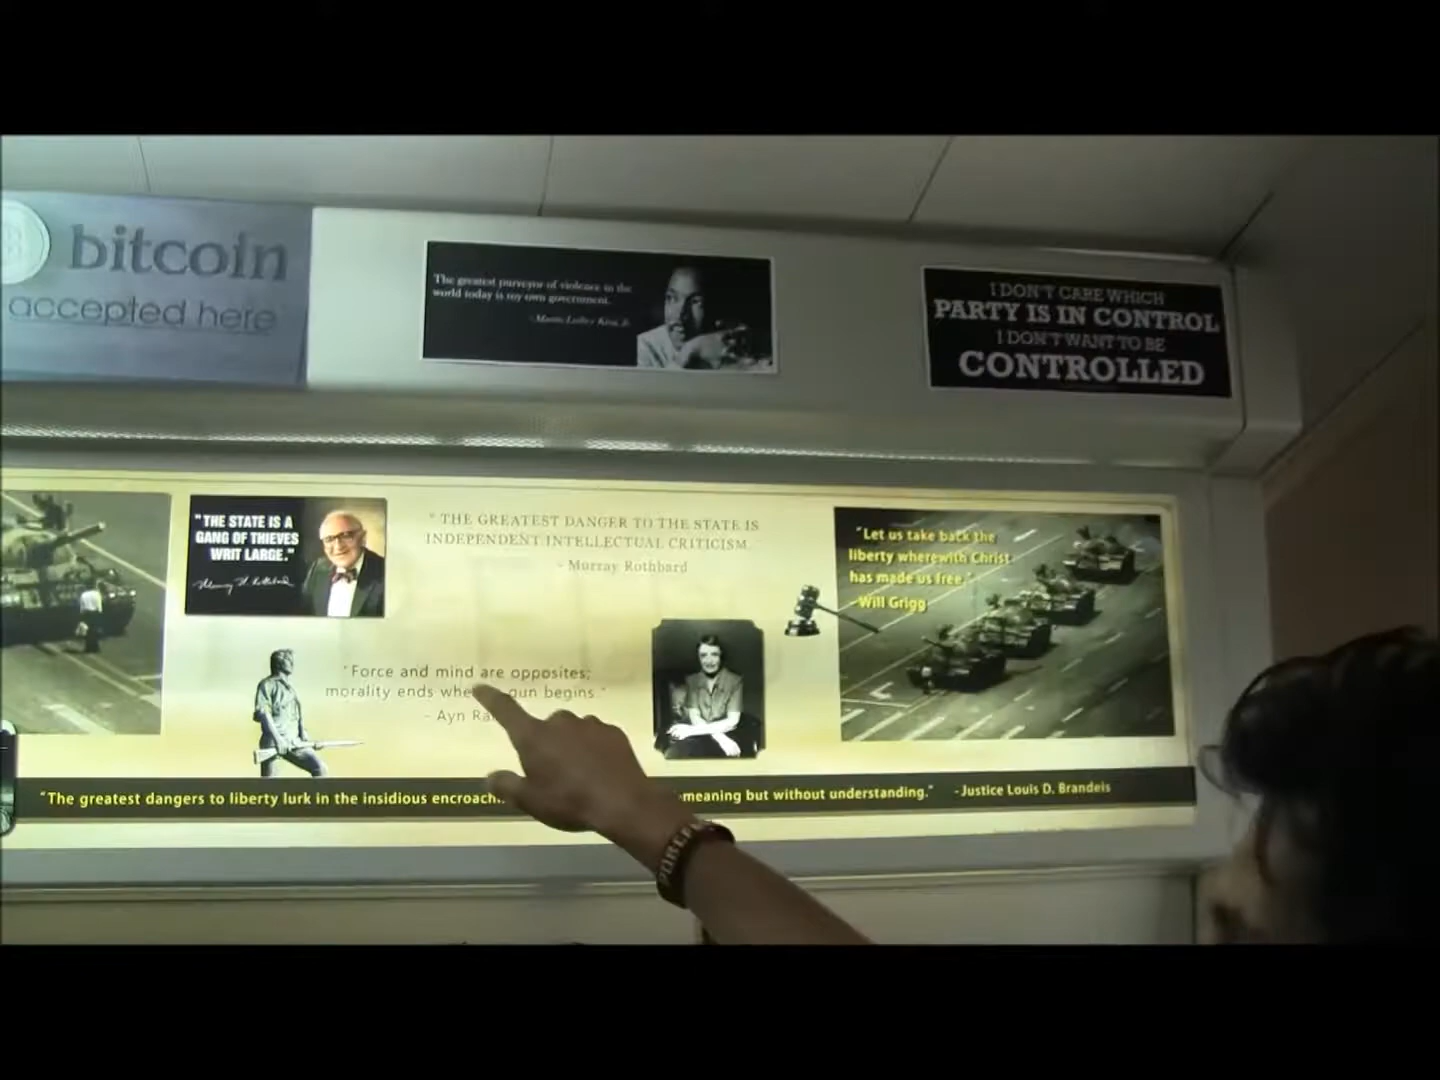 bitcoin
accepted here
The greatest purveyor of violence in the
world today is my own government.
-Martin Luther King, Jr.
I DON'T CARE WHICH
PARTY IS IN CONTROL
I DON'T WANT TO BE
CONTROLLED
"THE STATE IS A
GANG OF THIEVES
WRIT LARGE."
" THE GREATEST DANGER TO THE STATE IS
INDEPENDENT INTELLECTUAL CRITICISM.
- Murray Rothbard
"Let us take back the
liberty wherewith Christ
has made us free."
-Will Grigg
"Force and mind are opposites;
morality ends gun begins."
- Ayn
"The greatest dangers to liberty lurk in the insidious meaning but without understanding." -Justice Louis D. Brandeis